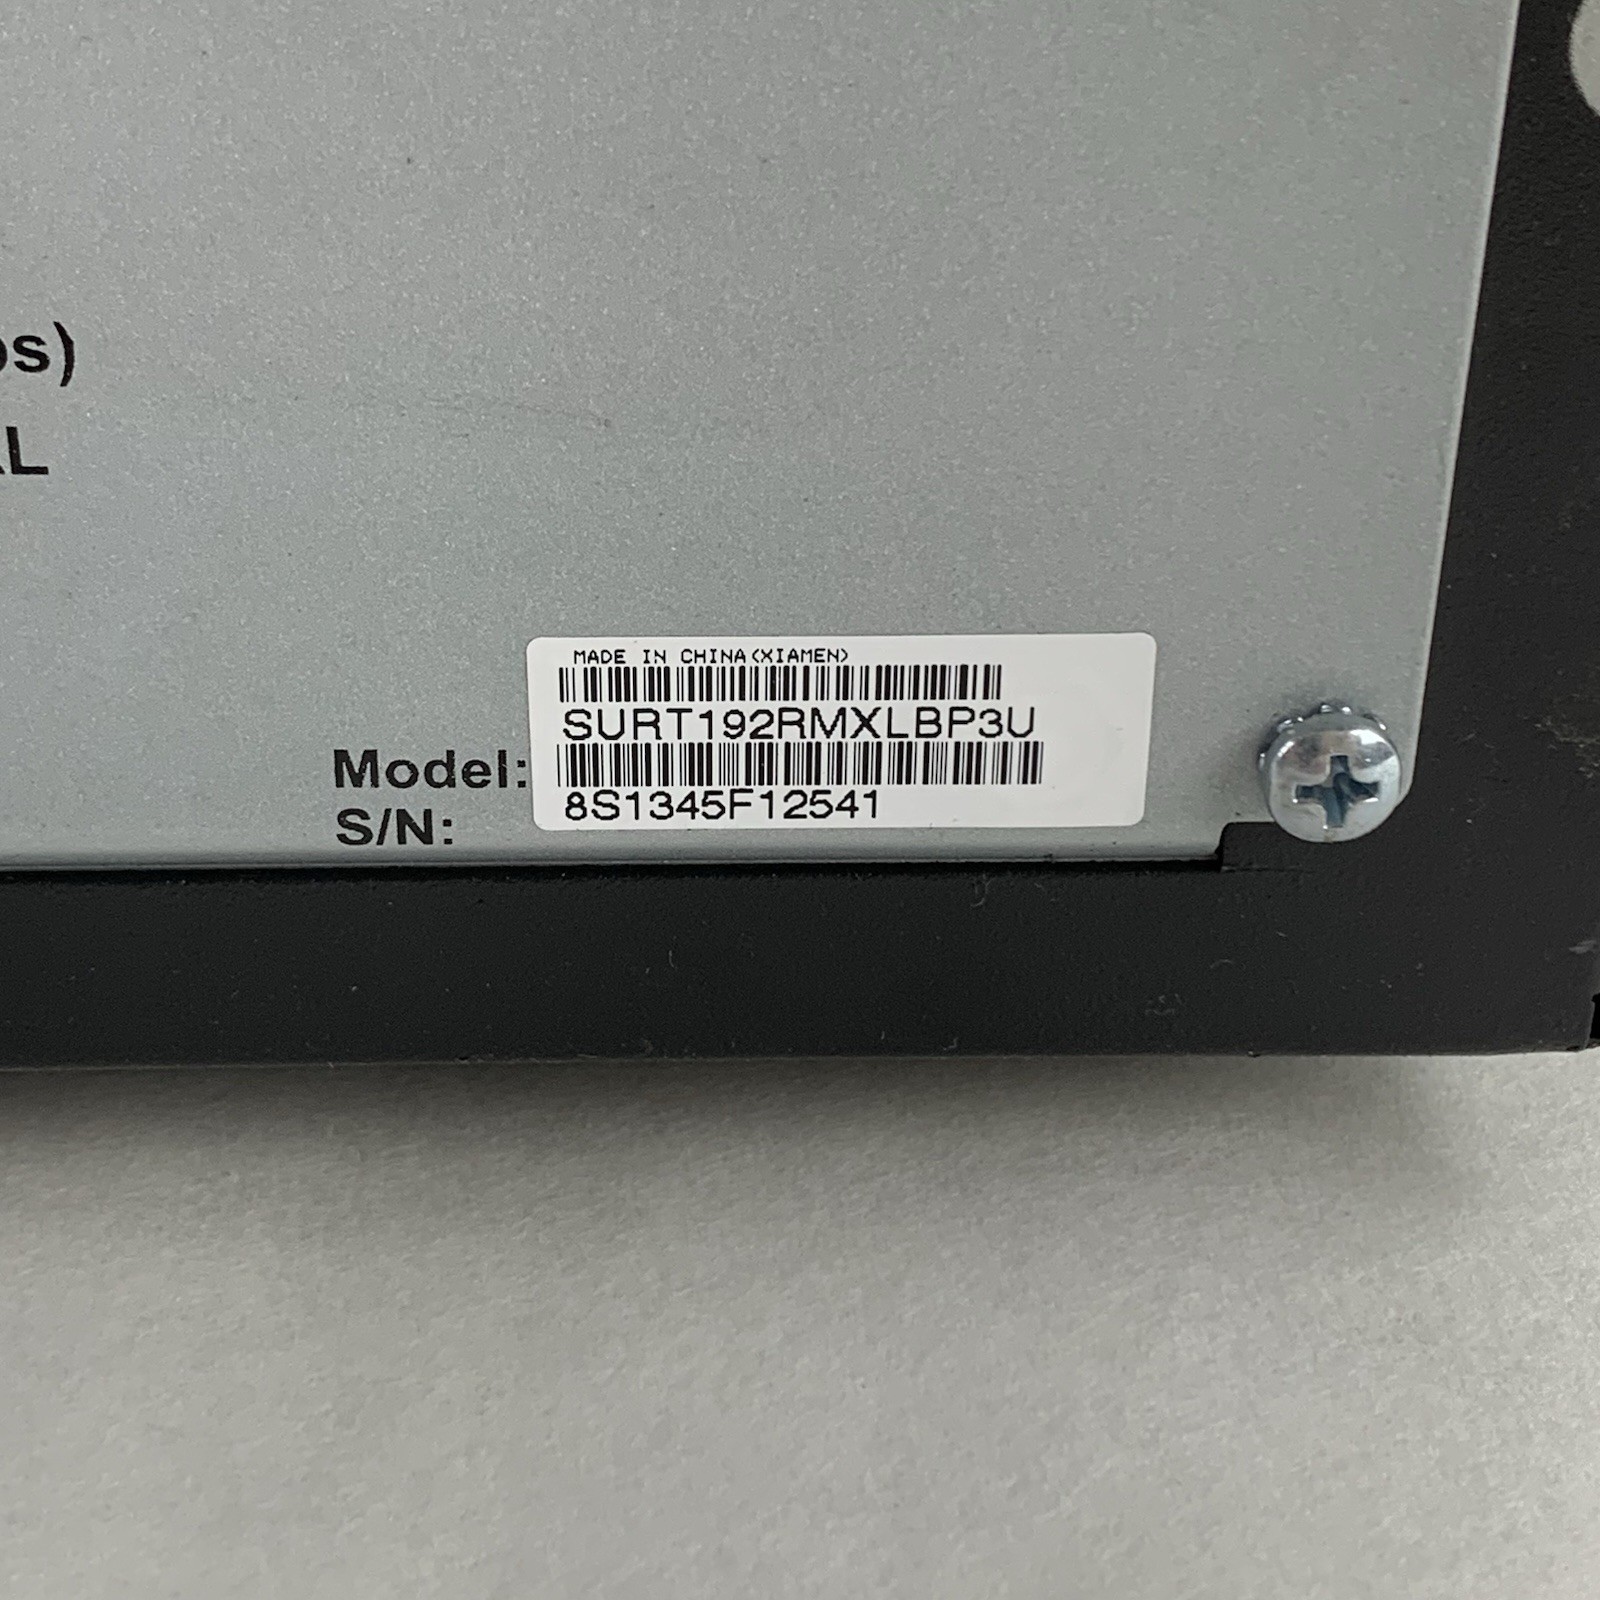 MADE IN CHINA(XIAMEN)
SURT192RMXLBP3U
Model:
8S1345F12541
S/N: